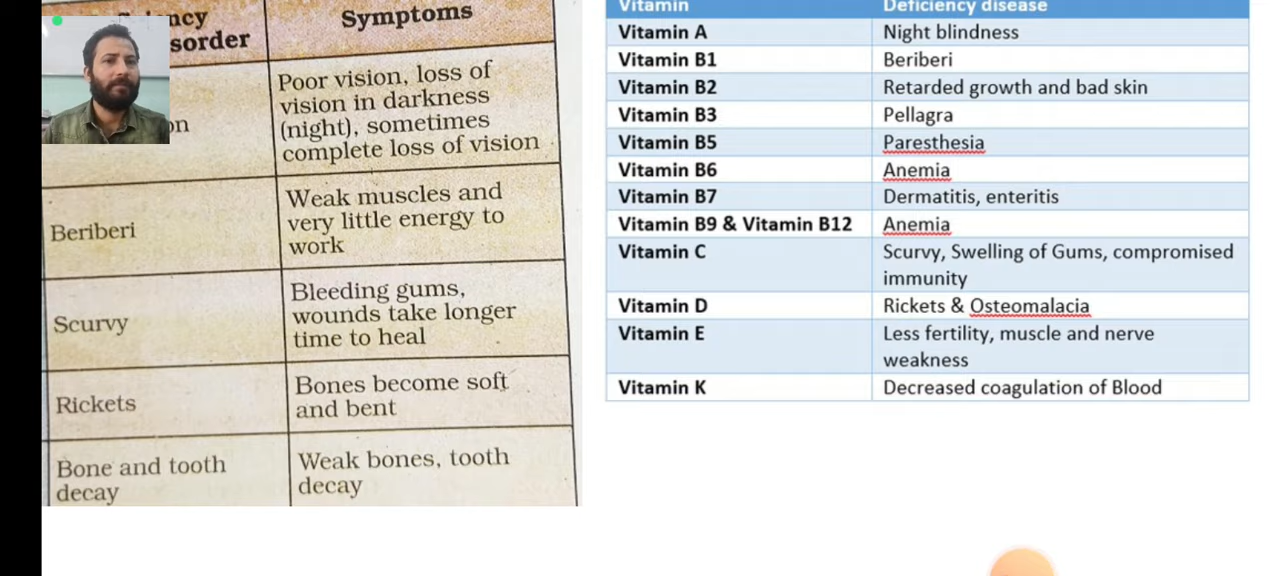 ncy
sorder
Symptoms
on
Poor vision, loss of
vision in darkness
(night), sometimes
complete loss of vision
Beriberi
Weak muscles and
very little energy to
work
Scurvy
Bleeding gums,
wounds take longer
time to heal
Rickets
Bones become soft
and bent
Bone and tooth
decay
Weak bones, tooth
decay
Vitamin Deficiency disease
Vitamin A Night blindness
Vitamin B1 Beriberi
Vitamin B2 Retarded growth and bad skin
Vitamin B3 Pellagra
Vitamin B5 Paresthesia
Vitamin B6 Anemia
Vitamin B7 Dermatitis, enteritis
Vitamin B9 & Vitamin B12 Anemia
Vitamin C Scurvy, Swelling of Gums, compromised
immunity
Vitamin D Rickets & Osteomalacia
Vitamin E Less fertility, muscle and nerve
weakness
Vitamin K Decreased coagulation of Blood